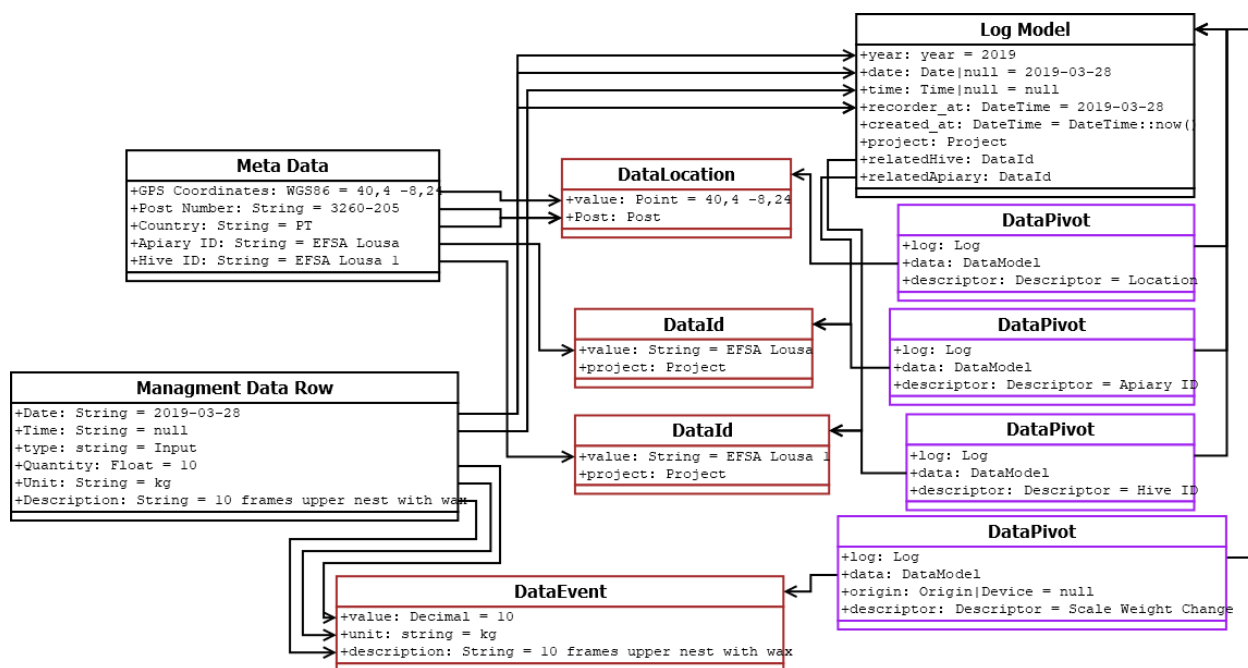 Log Model
+year: year = 2019
+date: Date|null = 2019-03-28
+time: Time|null = null
+recorder_at: DateTime = 2019-03-28
+created_at: DateTime = DateTime::now()
+project: Project
+relatedHive: DataId
+relatedApiary: DataId
Meta Data
+GPS Coordinates: WGS86 = 40,4 -8,24
+Post Number: String = 3260-205
+Country: String = PT
+Apiary ID: String = EFSA Lousa
+Hive ID: String = EFSA Lousa 1
DataLocation
+value: Point = 40,4 -8,24
+Post: Post
DataPivot
+log: Log
+data: DataModel
+descriptor: Descriptor = Location
DataId
+value: String = EFSA Lousa
+project: Project
DataPivot
+log: Log
+data: DataModel
+descriptor: Descriptor = Apiary ID
Managment Data Row
+Date: String = 2019-03-28
+Time: String = null
+type: string = Input
+Quantity: Float = 10
+Unit: String = kg
+Description: String = 10 frames upper nest with wax
DataId
+value: String = EFSA Lousa 1
+project: Project
DataPivot
+log: Log
+data: DataModel
+descriptor: Descriptor = Hive ID
DataPivot
+log: Log
+data: DataModel
+origin: Origin|Device = null
+descriptor: Descriptor = Scale Weight Change
DataEvent
+value: Decimal = 10
+unit: string = kg
+description: String = 10 frames upper nest with wax